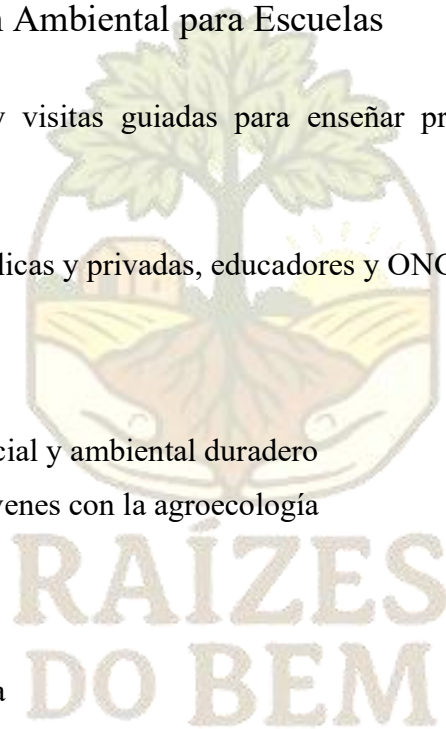 n Ambiental para Escuelas
y visitas guiadas para enseñar pr
licas y privadas, educadores y ONG
cial y ambiental duradero
venes con la agroecología
RAÍZES
DO BEM
a